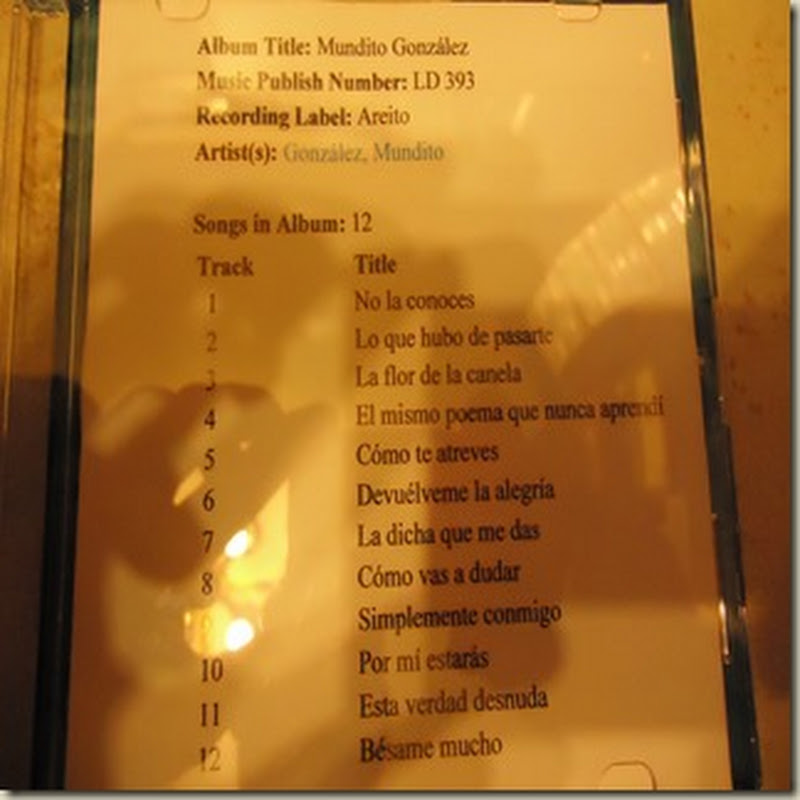 Album Title: Mundito González
Music Publish Number: LD 393
Recording Label: Areito
Artist(s): González, Mundito
Songs in Album: 12
Track Title
1 No la conoces
2 Lo que hubo de pasarte
3 La flor de la canela
4 El mismo poema que nunca aprendí
5 Cómo te atreves
6 Devuélveme la alegría
7 La dicha que me das
8 Cómo vas a dudar
9 Simplemente conmigo
10 Por mí estarás
11 Esta verdad desnuda
12 Bésame mucho